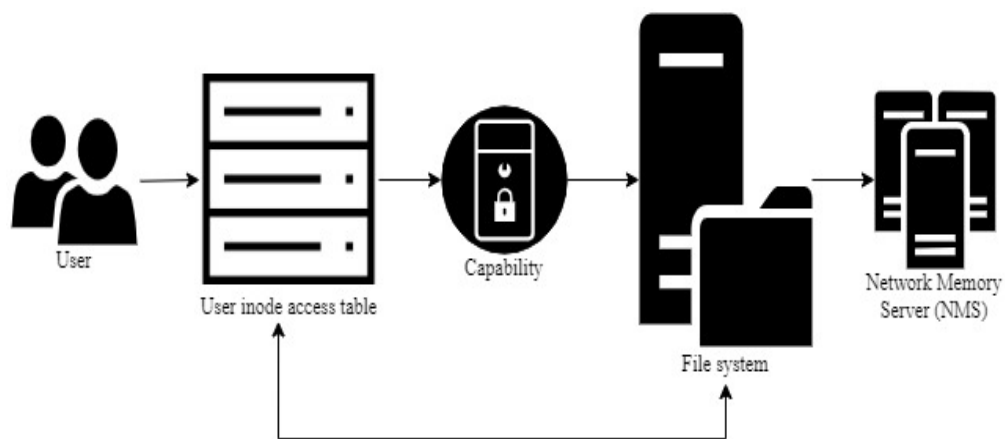 User
User inode access table
Capability
File system
Network Memory
Server (NMS)